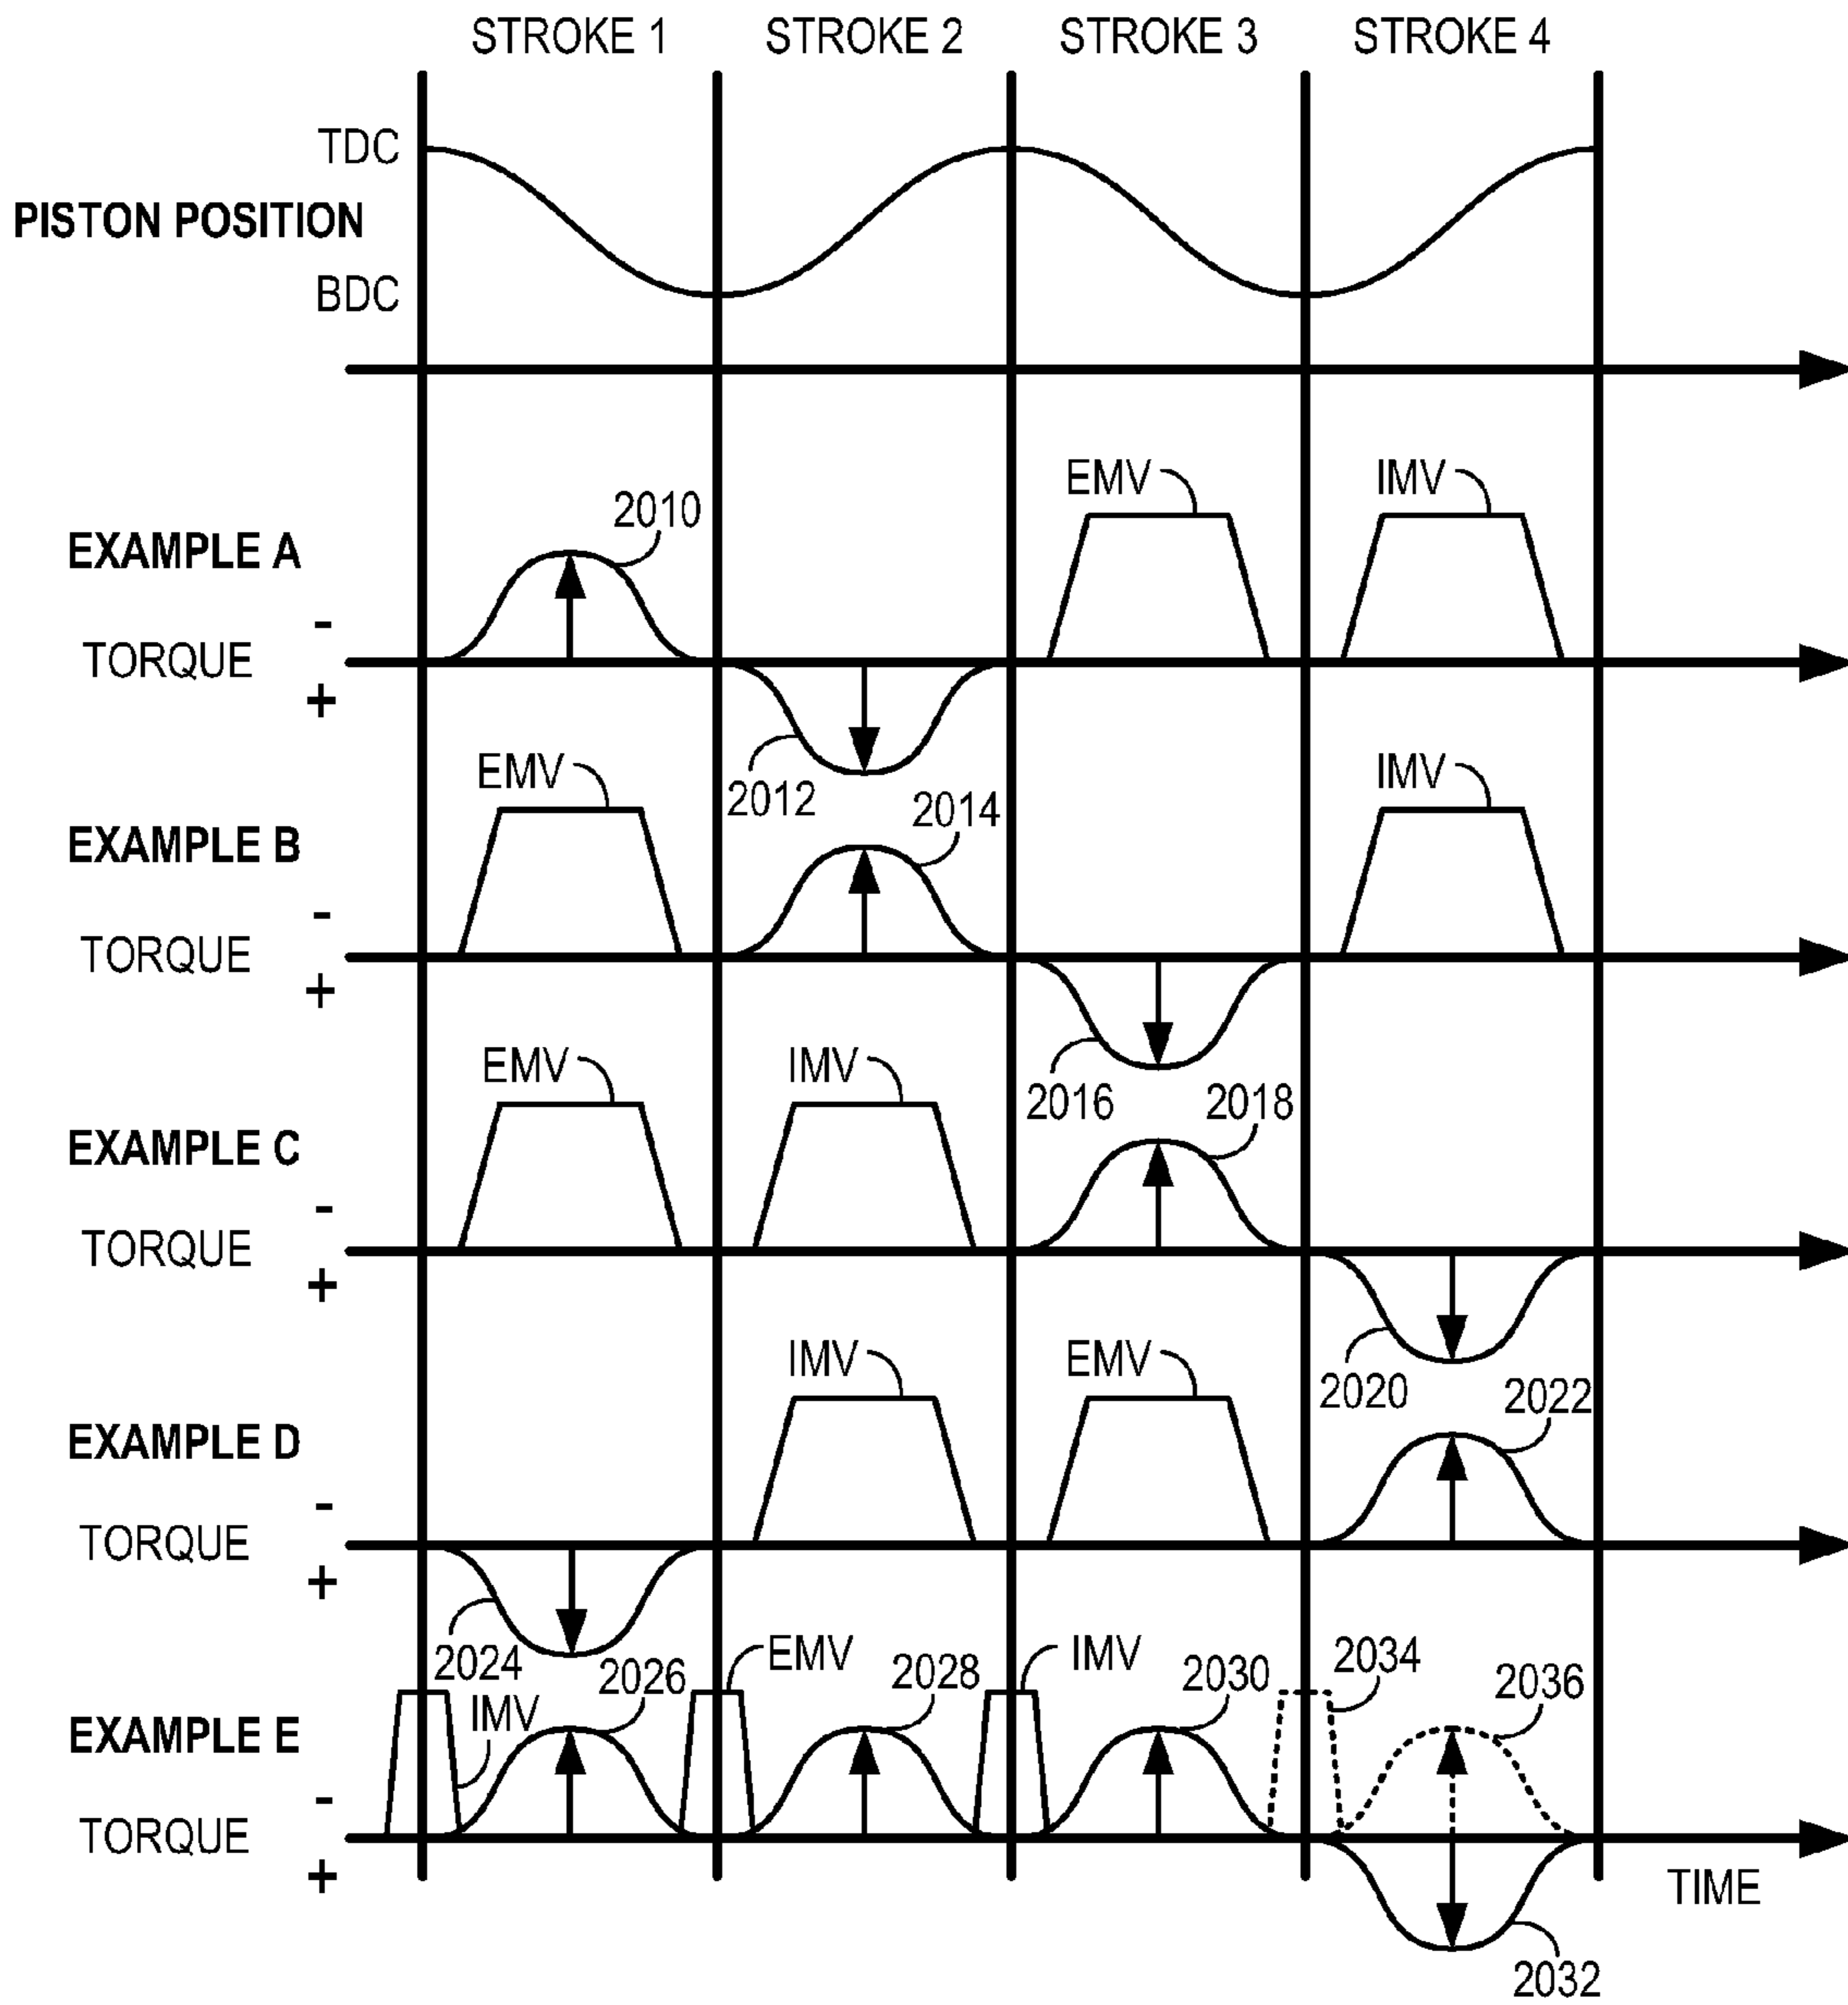 STROKE 1 STROKE 2 STROKE 3 STROKE 4
TDC
PISTON POSITION
BDC
EMV IMV
2010
EXAMPLE A
-
TORQUE
+
EMV 2012 2014 IMV
EXAMPLE B
-
TORQUE
+
EMV IMV 2016 2018
EXAMPLE C
-
TORQUE
+
IMV EMV 2020 2022
EXAMPLE D
-
TORQUE
+
2024 IMV 2026 EMV 2028 IMV 2030 2034 2036
EXAMPLE E
-
TORQUE
+
TIME
2032